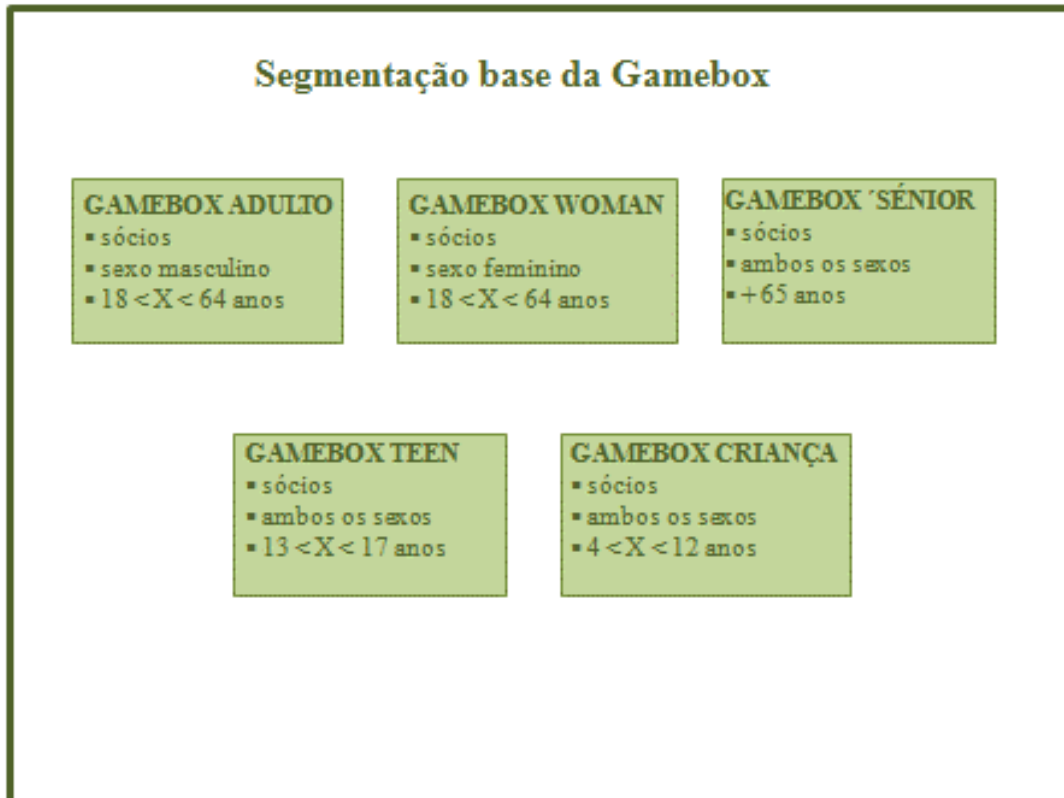 Segmentação base da Gamebox
GAMEBOX ADULTO
▪ sócios
▪ sexo masculino
▪ 18 < X < 64 anos
GAMEBOX WOMAN
▪ sócios
▪ sexo feminino
▪ 18 < X < 64 anos
GAMEBOX ´SÉNIOR
▪ sócios
▪ ambos os sexos
▪ +65 anos
GAMEBOX TEEN
▪ sócios
▪ ambos os sexos
▪ 13 < X < 17 anos
GAMEBOX CRIANÇA
▪ sócios
▪ ambos os sexos
▪ 4 < X < 12 anos